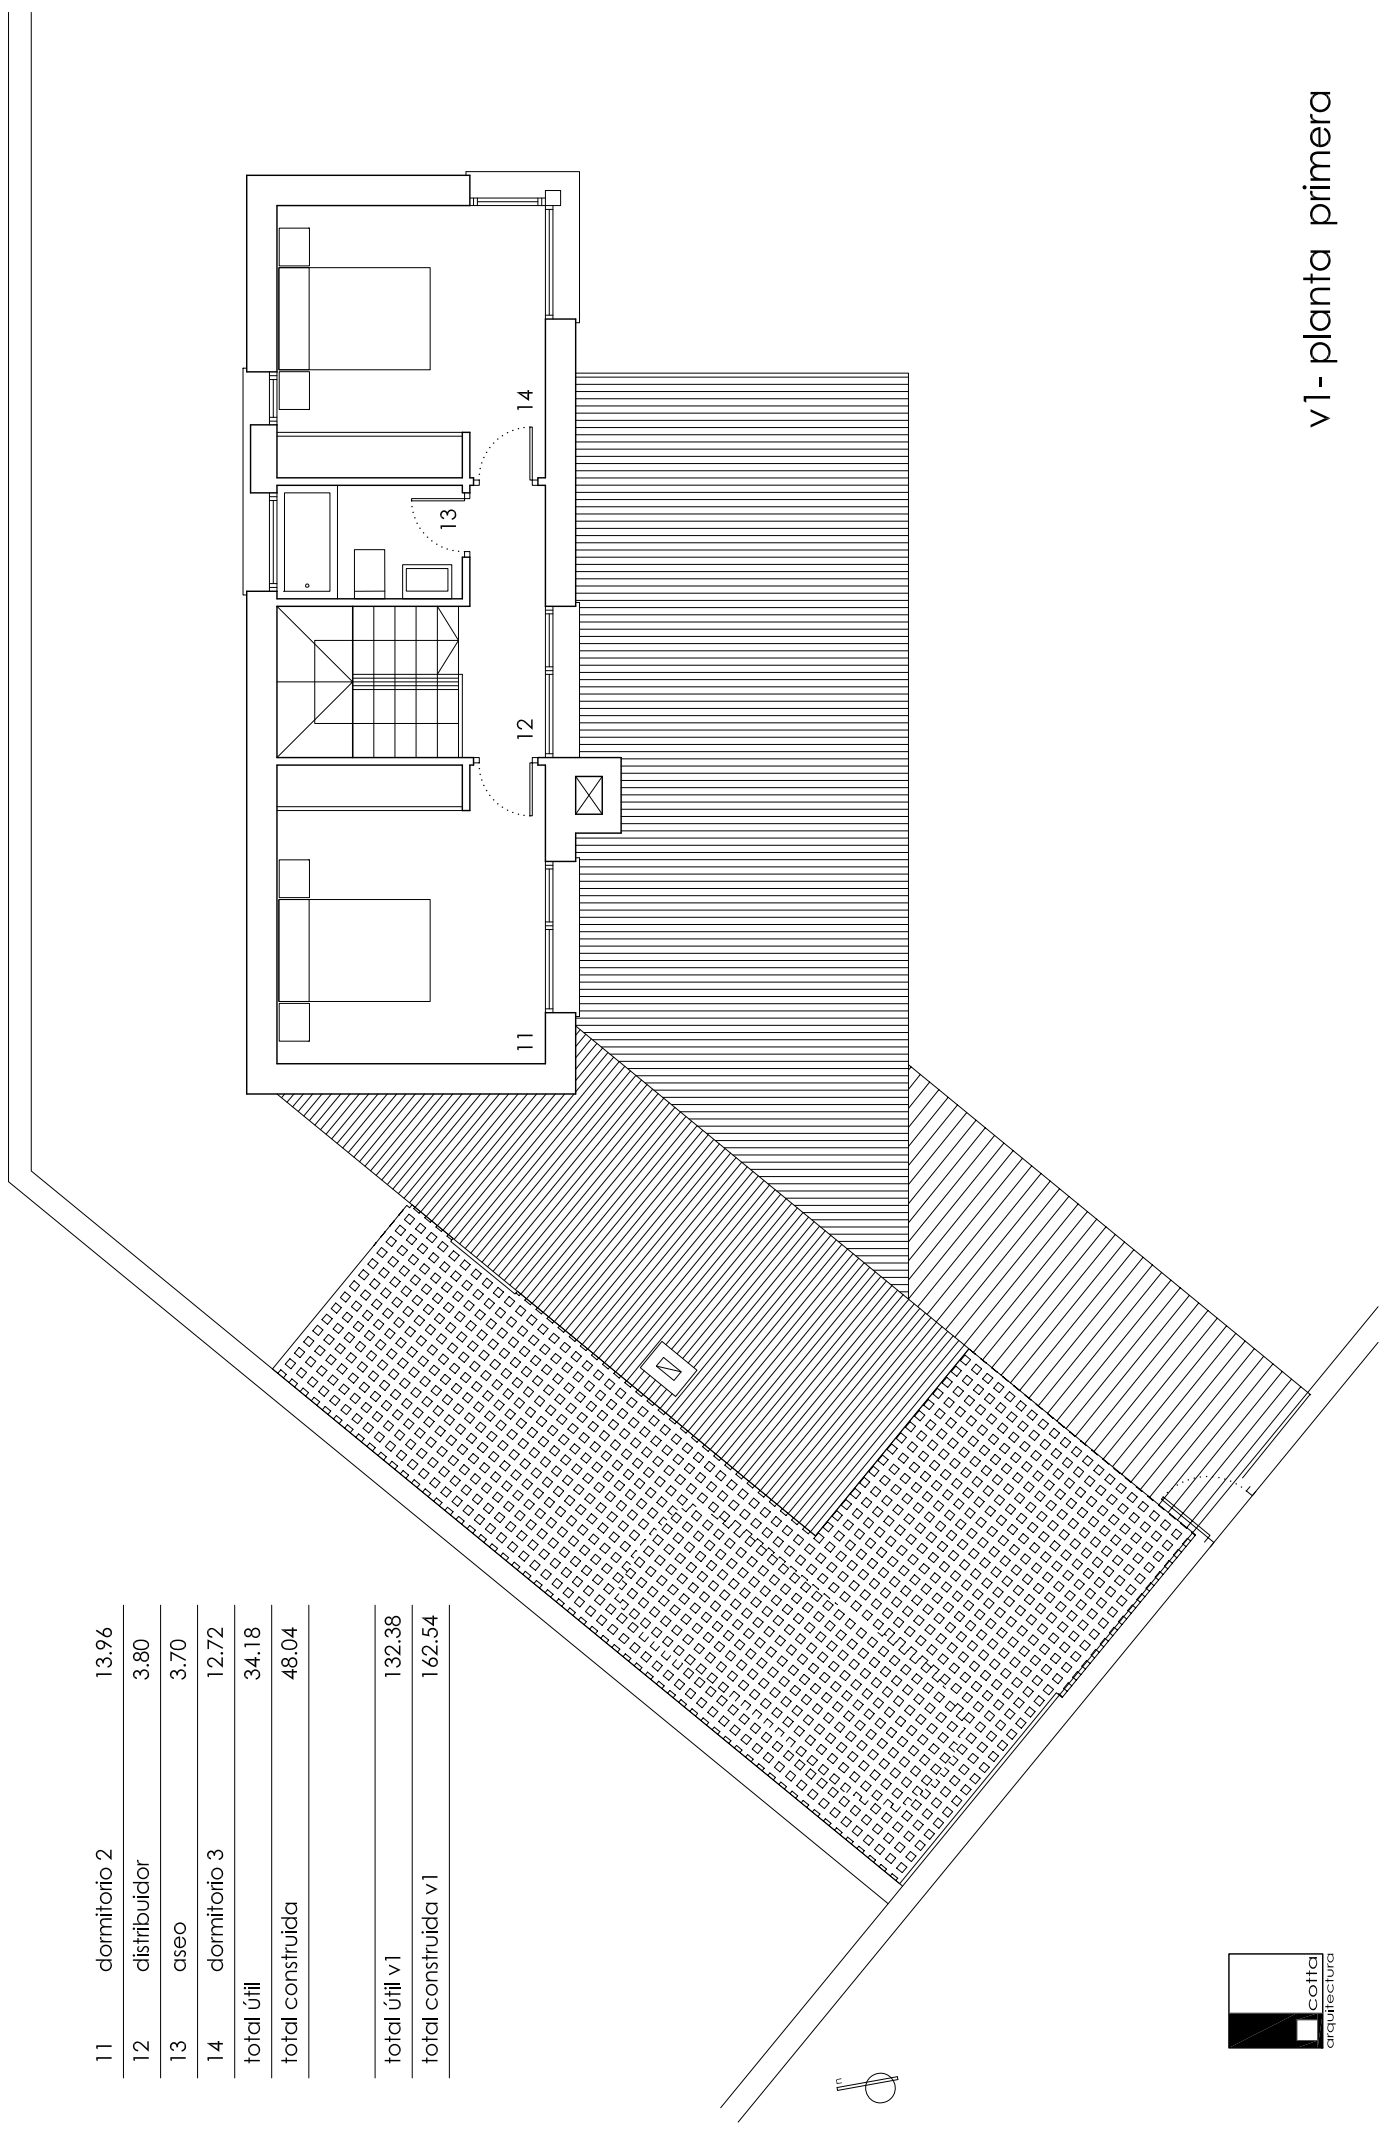 v1- planta primera
14
13
12
11
11 dormitorio 2 13.96
12 distribuidor 3.80
13 aseo 3.70
14 dormitorio 3 12.72
total útil 34.18
total construida 48.04
total útil v1 132.38
total construida v1 162.54
n
cotta
arquitectura